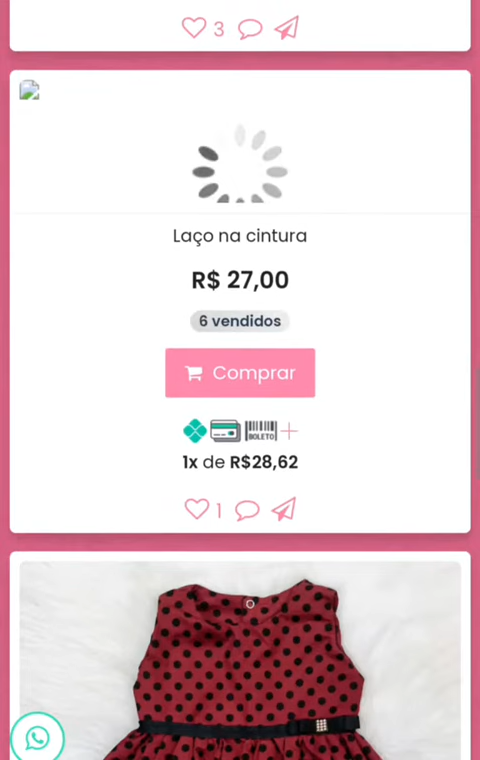 3
Laço na cintura
R$ 27,00
6 vendidos
Comprar
BOLETO
1x de R$28,62
1